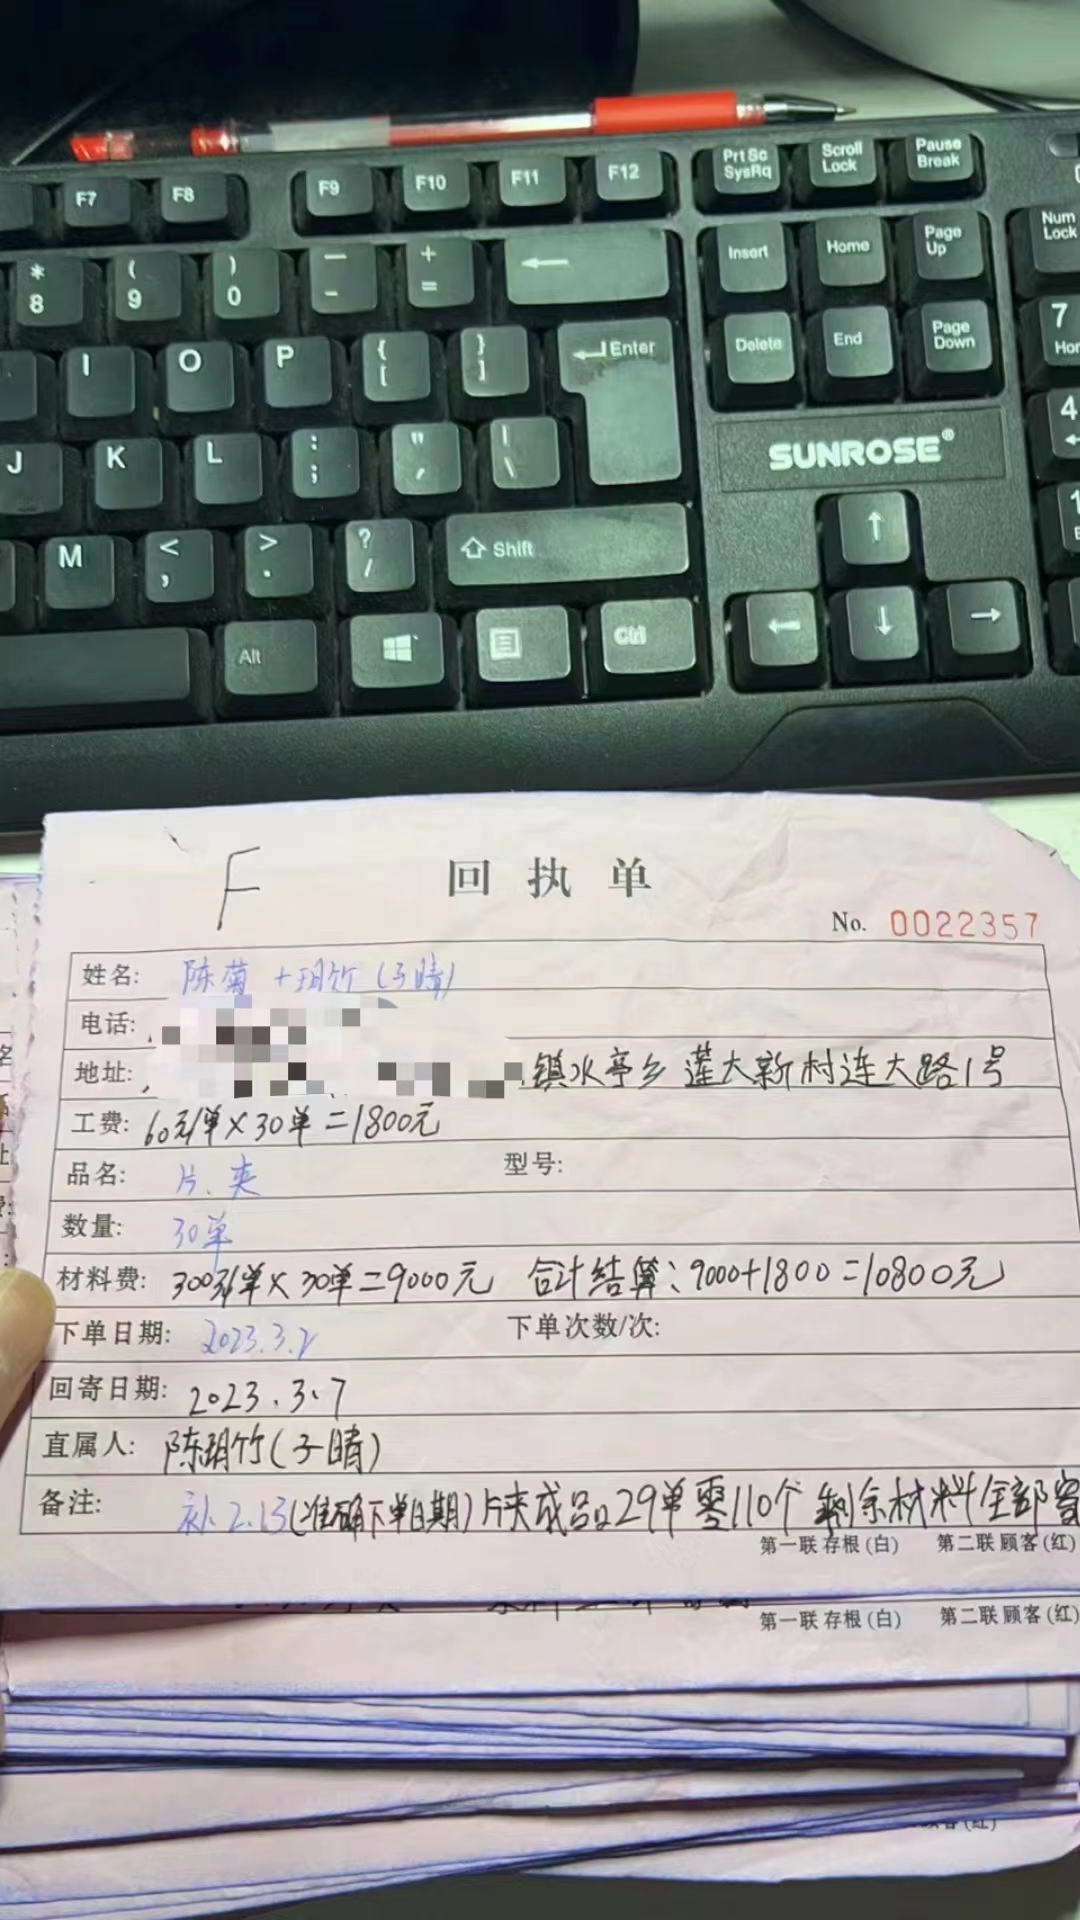 F7 F8 F9 F10 F11 F12 Prt Sc SysRq Scroll Lock Pause Break
* 8 ( 9 ) 0 — - + = Insert Home Page Up Num Lock
I O P { [ } ] Enter Delete End Page Down 7
J K L : ; " ' | \ SUNROSE® 4
M < , > . ? / Shift
Alt Ctrl
F
回执单
No. 0022357
姓名: 陈菊 + 玥竹 (子晴)
电话:
地址: 镇水亭乡 莲大新村连大路1号
工费: 60元/单×30单=1800元
品名: 片夹 型号:
数量: 30单
材料费: 300元/单×30单=9000元 合计结算:9000+1800=10800元
下单日期: 2023.3.2 下单次数/次:
回寄日期: 2023.3.7
直属人: 陈玥竹(子晴)
备注: 补2.13(准确下单日期)片夹成品29单零110个 剩余材料全部寄
第一联 存根(白) 第二联 顾客(红)
第一联 存根(白) 第二联 顾客(红)